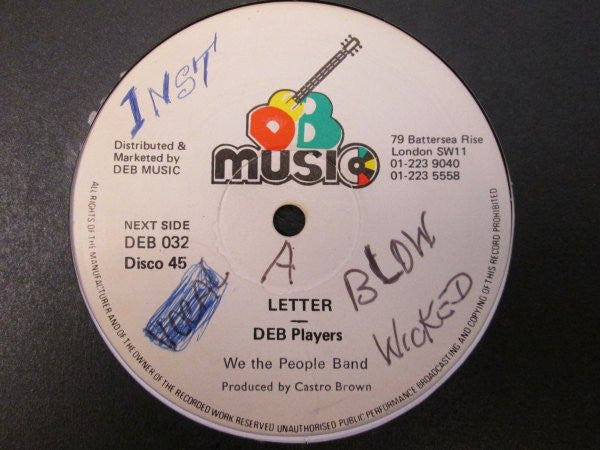 INST
DEB
MUSIC
Distributed &
Marketed by
DEB MUSIC
79 Battersea Rise
London SW11
01-223 9040
01-223 5558
NEXT SIDE
DEB 032
Disco 45
A
BLOW
WICKED
VOCAL
LETTER
DEB Players
We the People Band
Produced by Castro Brown
ALL RIGHTS OF THE MANUFACTURER AND OF THE OWNER OF THE RECORDED WORK RESERVED UNAUTHORISED PUBLIC PERFORMANCE BROADCASTING AND COPYING OF THIS RECORD PROHIBITED